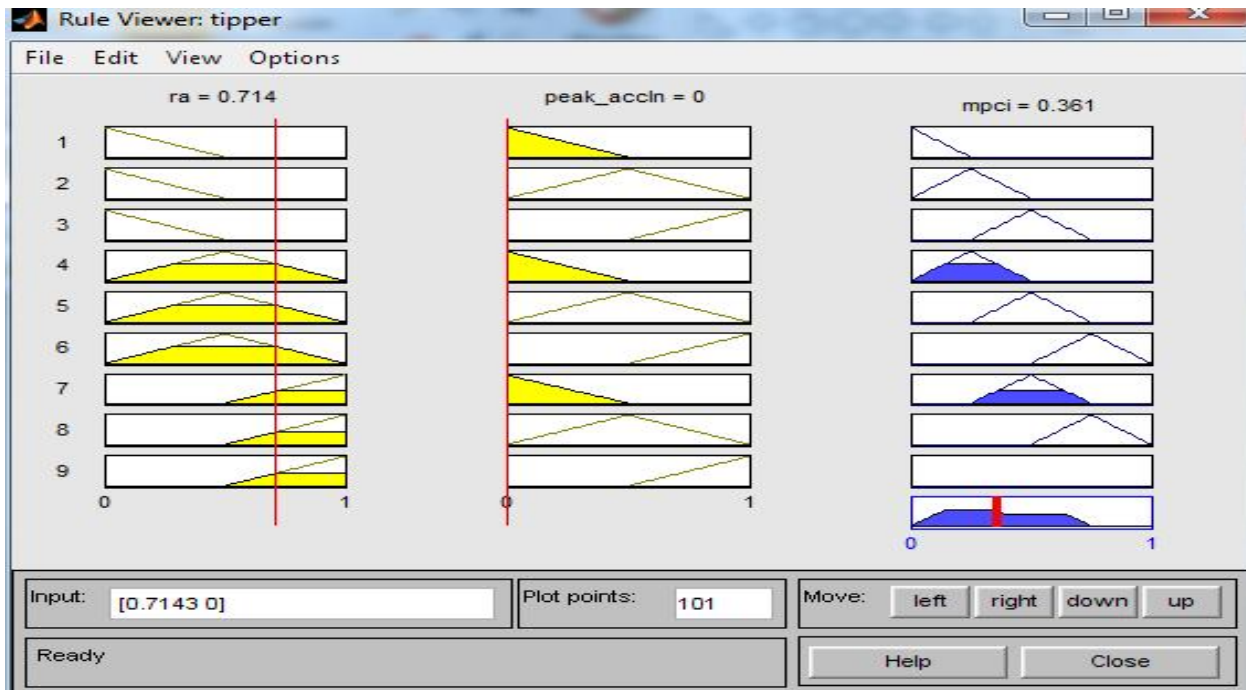 Rule Viewer: tipper
File Edit View Options
ra = 0.714
peak_accln = 0
mpci = 0.361
1
2
3
4
5
6
7
8
9
0 1
0 1
0 1
Input: [0.7143 0]
Plot points: 101
Move: left right down up
Ready
Help Close